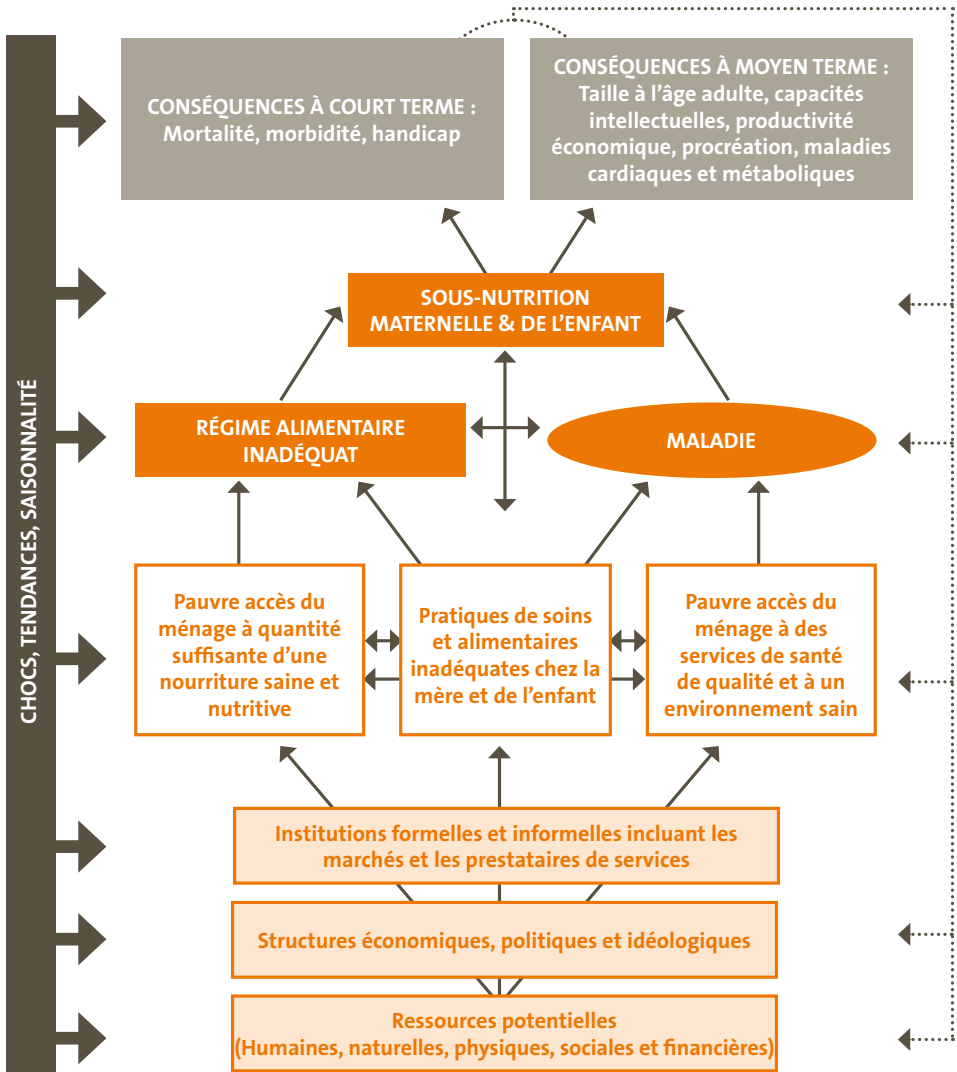 CONSÉQUENCES À COURT TERME :
Mortalité, morbidité, handicap
CONSÉQUENCES À MOYEN TERME :
Taille à l’âge adulte, capacités
intellectuelles, productivité
économique, procréation, maladies
cardiaques et métaboliques
CHOCS, TENDANCES, SAISONNALITÉ
SOUS-NUTRITION
MATERNELLE & DE L’ENFANT
RÉGIME ALIMENTAIRE
INADÉQUAT
MALADIE
Pauvre accès du
ménage à quantité
suffisante d’une
nourriture saine et
nutritive
Pratiques de soins
et alimentaires
inadéquates chez la
mère et de l’enfant
Pauvre accès du
ménage à des
services de santé
de qualité et à un
environnement sain
Institutions formelles et informelles incluant les
marchés et les prestataires de services
Structures économiques, politiques et idéologiques
Ressources potentielles
(Humaines, naturelles, physiques, sociales et financières)